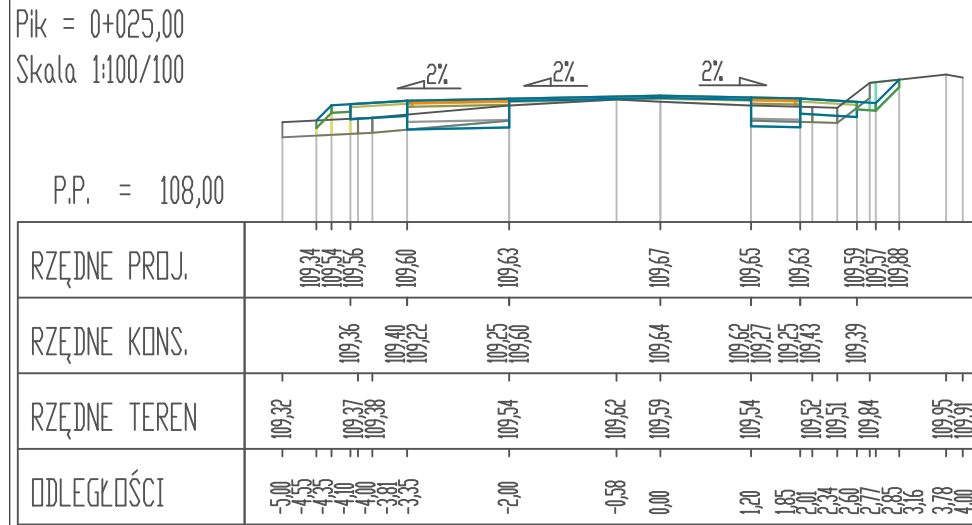 Pik = 0+025,00
Skala 1:100/100
2% 2% 2%
P.P. = 108,00
RZĘDNE PROJ. 109,34 109,54 109,56 109,60 109,63 109,67 109,65 109,63 109,59 109,57 109,88
RZĘDNE KONS. 109,36 109,40 109,22 109,25 109,60 109,64 109,62 109,27 109,25 109,43 109,39
RZĘDNE TEREN 109,32 109,37 109,38 109,54 109,62 109,59 109,54 109,52 109,51 109,84 109,95 109,91
ODLEGŁOŚCI -5,00 -4,55 -4,35 -4,10 -4,00 -3,81 -3,35 -2,00 -0,58 0,00 1,20 1,85 2,01 2,34 2,60 2,77 2,85 3,16 3,78 4,00